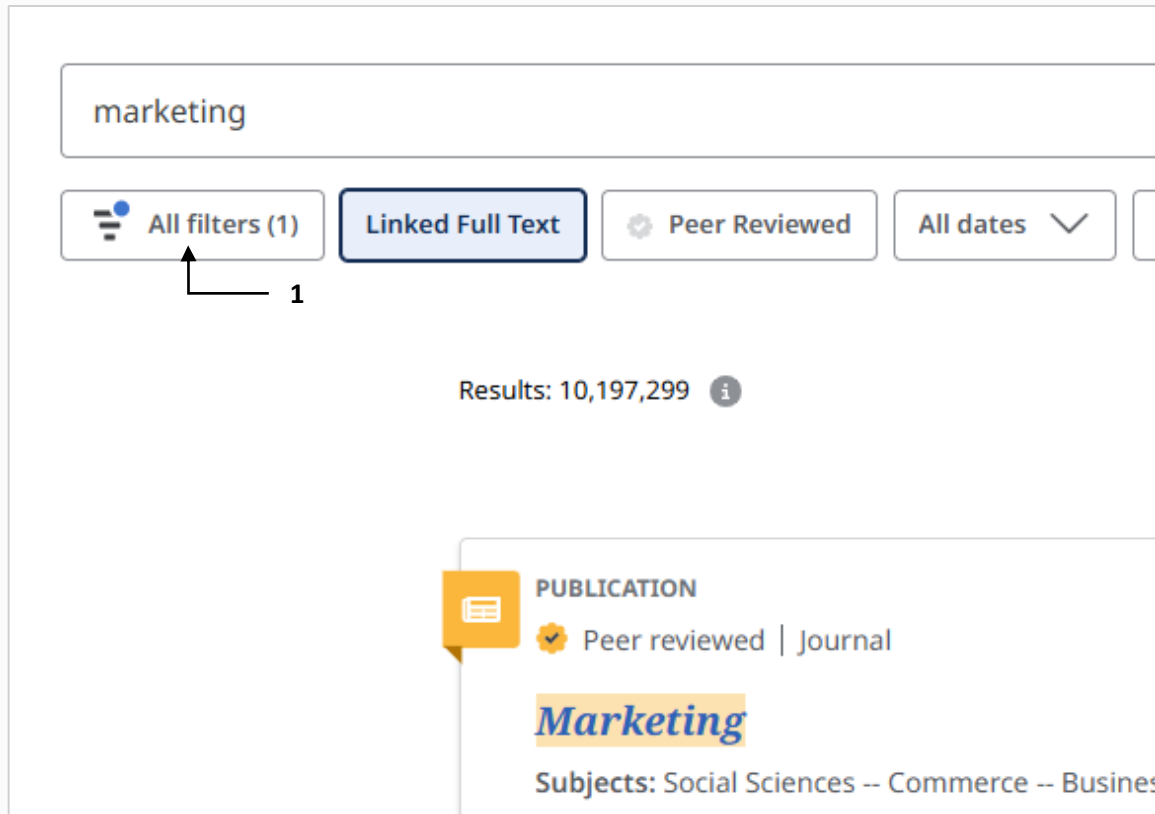 marketing
All filters (1) Linked Full Text Peer Reviewed All dates
1
Results: 10,197,299 i
PUBLICATION
Peer reviewed | Journal
Marketing
Subjects: Social Sciences -- Commerce -- Busines